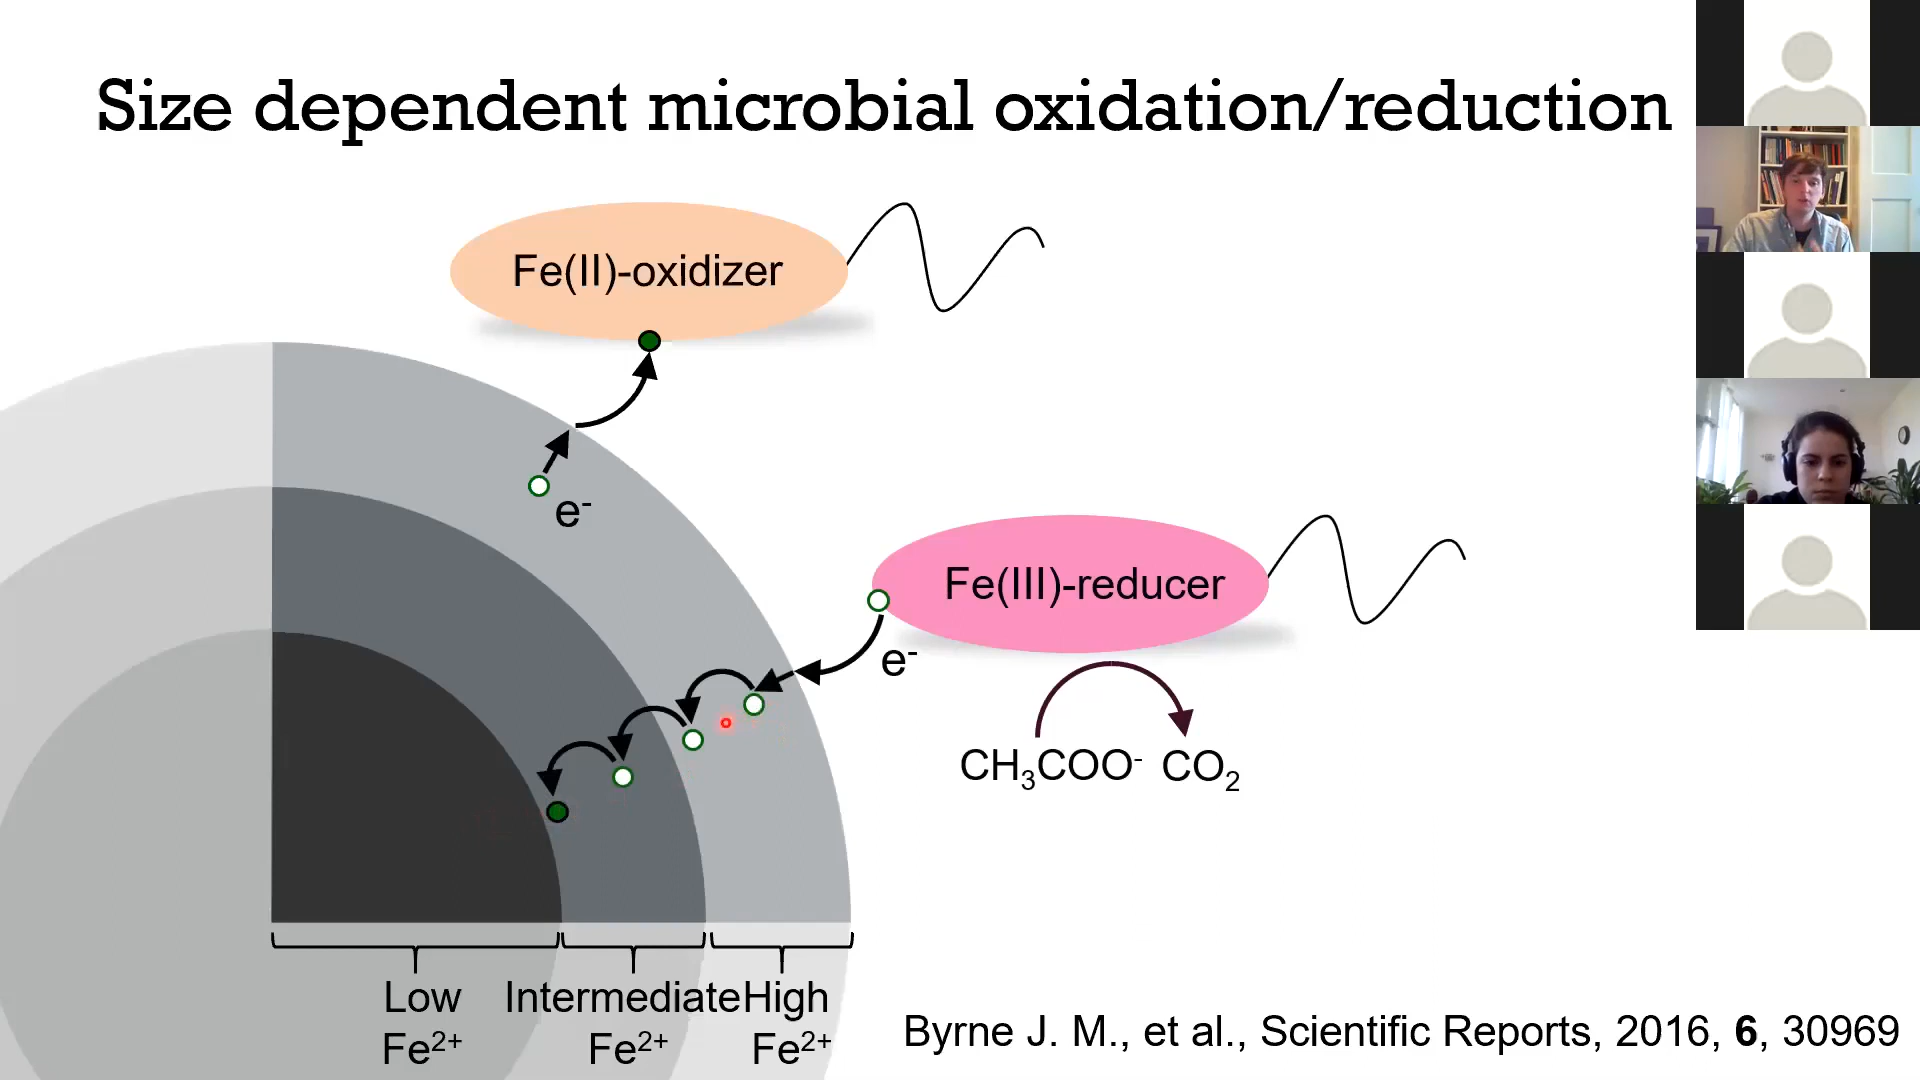 Size dependent microbial oxidation/reduction
Fe(II)-oxidizer
e-
Fe(III)-reducer
e-
CH3COO- CO2
Low Intermediate High
Fe2+ Fe2+ Fe2+
Byrne J. M., et al., Scientific Reports, 2016, 6, 30969